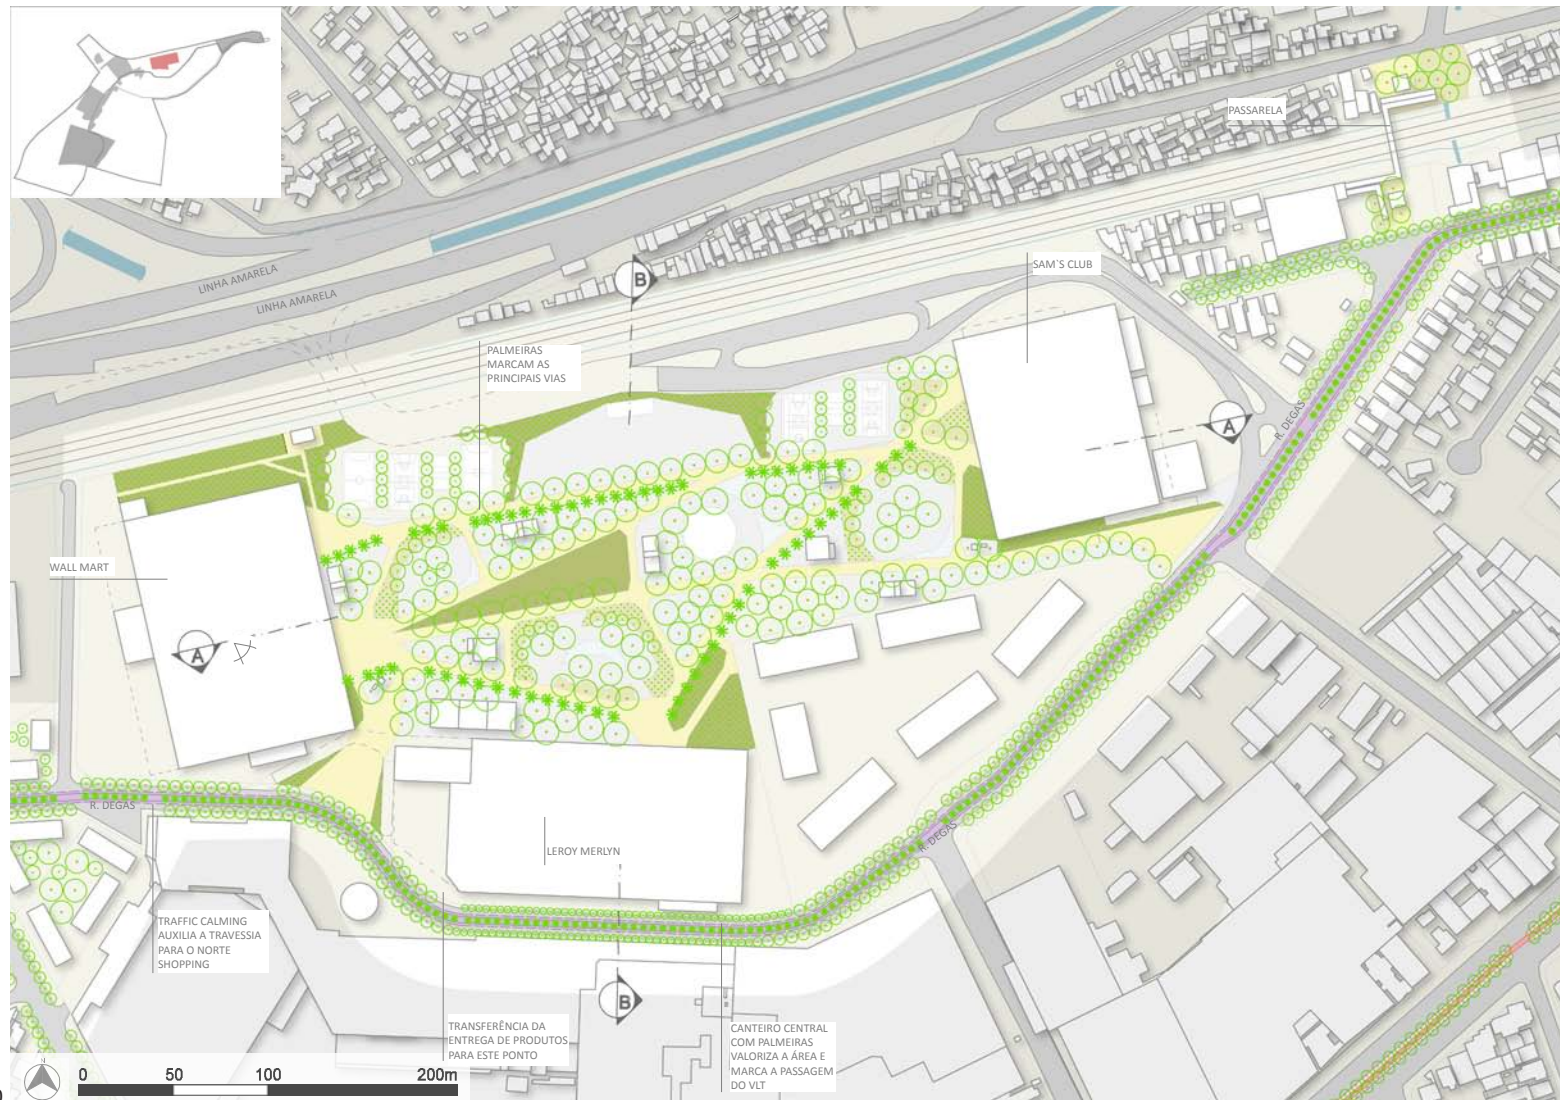 PASSARELA
SAM`S CLUB
LINHA AMARELA
LINHA AMARELA
B
PALMEIRAS
MARCAM AS
PRINCIPAIS VIAS
A
R. DEGAS
WALL MART
A
R. DEGAS
R. DEGAS
LEROY MERLYN
TRAFFIC CALMING
AUXILIA A TRAVESSIA
PARA O NORTE
SHOPPING
B
TRANSFERÊNCIA DA
ENTREGA DE PRODUTOS
PARA ESTE PONTO
CANTEIRO CENTRAL
COM PALMEIRAS
VALORIZA A ÁREA E
MARCA A PASSAGEM
DO VLT
N
0 50 100 200m